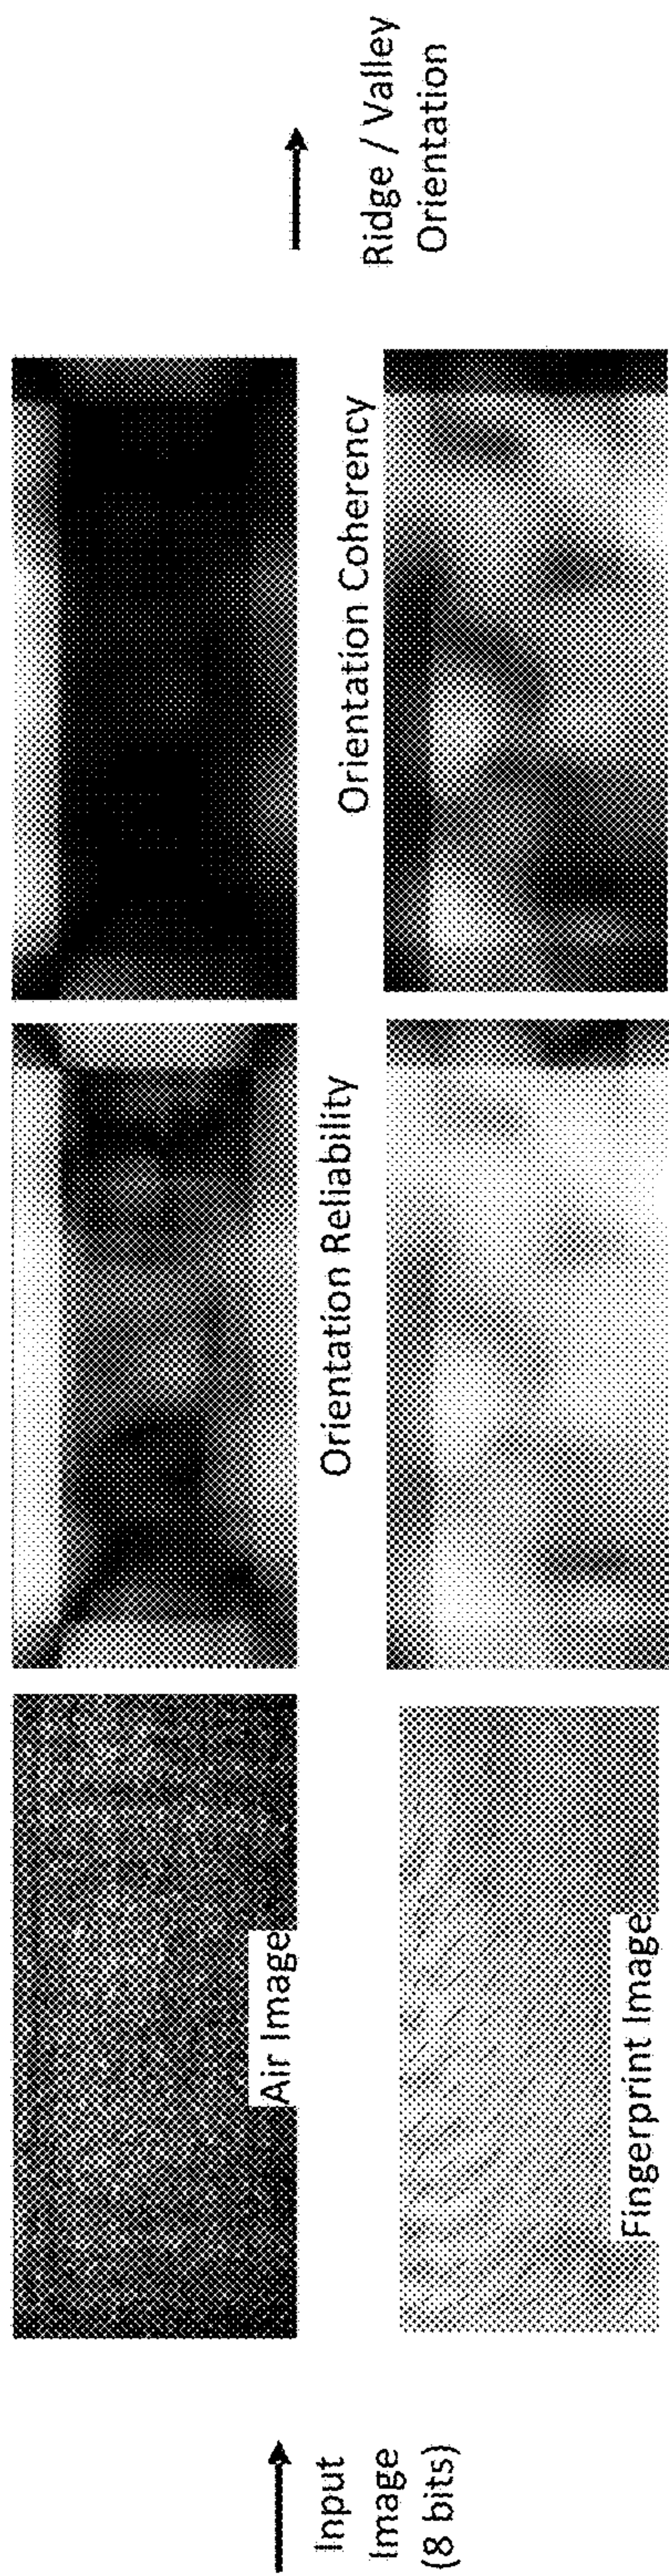 Input
Image
(8 bits)
Air Image
Fingerprint Image
Orientation Reliability
Orientation Coherency
Ridge / Valley
Orientation